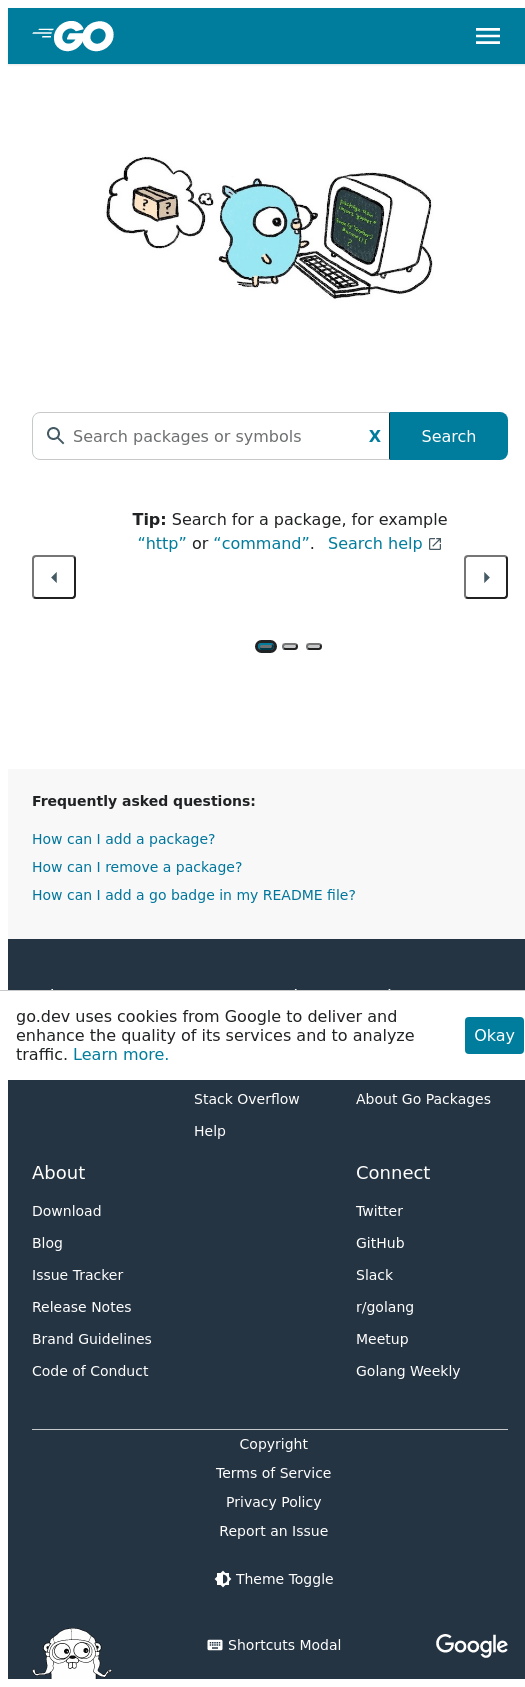 GO
? ?
Search packages or symbols X Search
Tip: Search for a package, for example
“http” or “command”. Search help
Frequently asked questions:
How can I add a package?
How can I remove a package?
How can I add a go badge in my README file?
go.dev uses cookies from Google to deliver and
enhance the quality of its services and to analyze
traffic. Learn more.
Okay
Stack Overflow
About Go Packages
Help
About
Connect
Download
Twitter
Blog
GitHub
Issue Tracker
Slack
Release Notes
r/golang
Brand Guidelines
Meetup
Code of Conduct
Golang Weekly
Copyright
Terms of Service
Privacy Policy
Report an Issue
Theme Toggle
Shortcuts Modal
Google